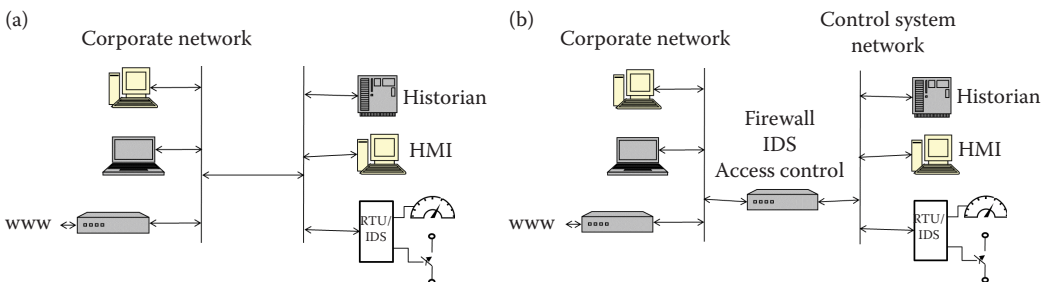 (a)
Corporate network
Historian
HMI
www
RTU/
IDS
(b)
Corporate network
Control system
network
Firewall
IDS
Access control
Historian
HMI
www
RTU/
IDS